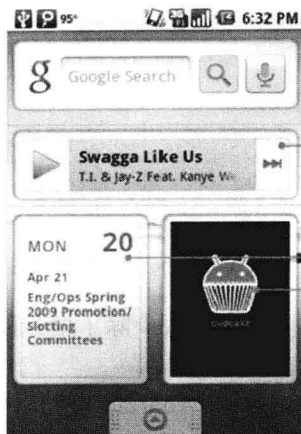 95°
6:32 PM
g
Google Search
Swagga Like Us
T.I. & Jay-Z Feat. Kanye We
MON 20
Apr 21
Eng/Ops Spring
2009 Promotion/
Slotting
Committees
CUPCAKE